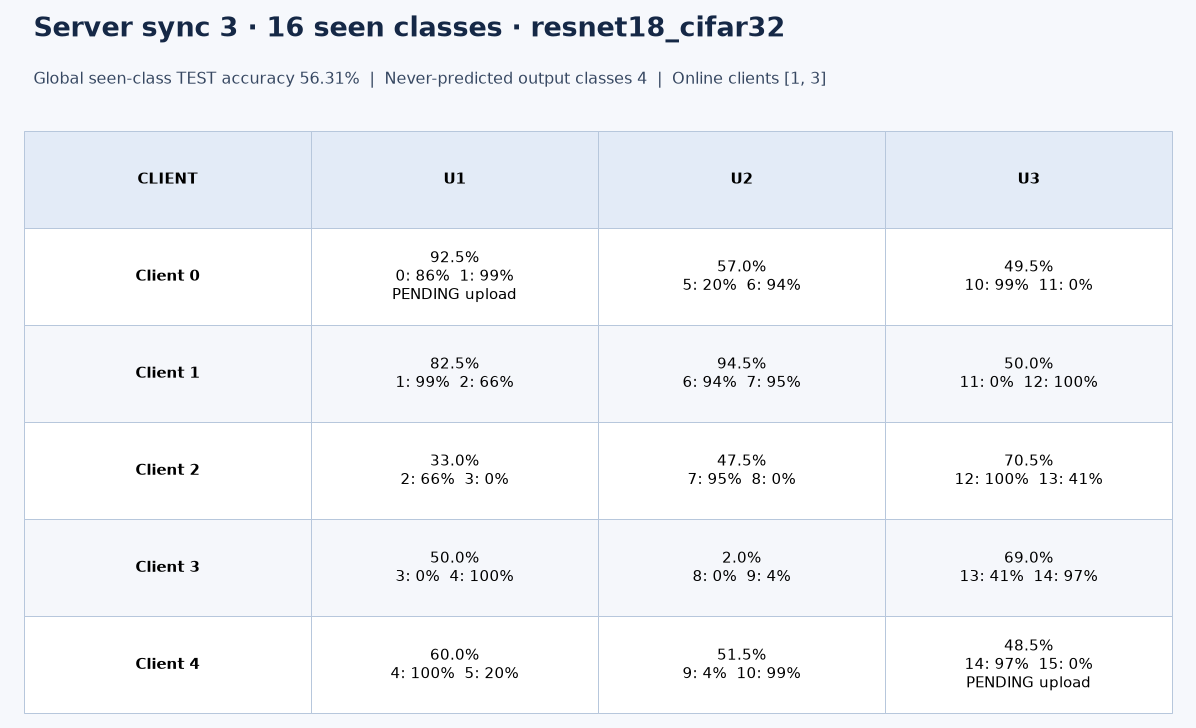 Server sync 3 · 16 seen classes · resnet18_cifar32
Global seen-class TEST accuracy 56.31%  |  Never-predicted output classes 4  |  Online clients [1, 3]
CLIENT
U1
U2
U3
Client 0
92.5%
0: 86%  1: 99%
PENDING upload
57.0%
5: 20%  6: 94%
49.5%
10: 99%  11: 0%
Client 1
82.5%
1: 99%  2: 66%
94.5%
6: 94%  7: 95%
50.0%
11: 0%  12: 100%
Client 2
33.0%
2: 66%  3: 0%
47.5%
7: 95%  8: 0%
70.5%
12: 100%  13: 41%
Client 3
50.0%
3: 0%  4: 100%
2.0%
8: 0%  9: 4%
69.0%
13: 41%  14: 97%
Client 4
60.0%
4: 100%  5: 20%
51.5%
9: 4%  10: 99%
48.5%
14: 97%  15: 0%
PENDING upload